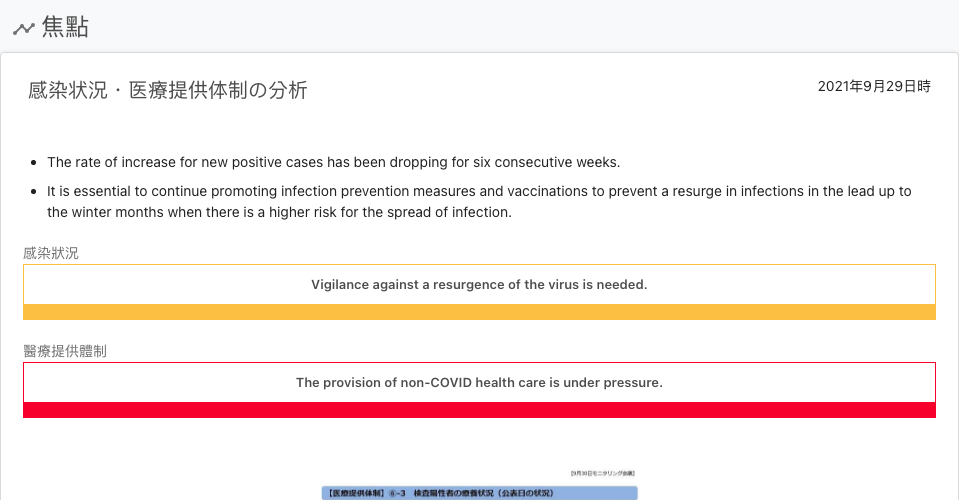 焦點
感染状況・医療提供体制の分析
2021年9月29日時
The rate of increase for new positive cases has been dropping for six consecutive weeks.
It is essential to continue promoting infection prevention measures and vaccinations to prevent a resurge in infections in the lead up to
the winter months when there is a higher risk for the spread of infection.
感染狀況
Vigilance against a resurgence of the virus is needed.
醫療提供體制
The provision of non-COVID health care is under pressure.
【9月30日モニタリング会議】
【医療提供体制】⑥-3 検査陽性者の療養状況（公表日の状況）